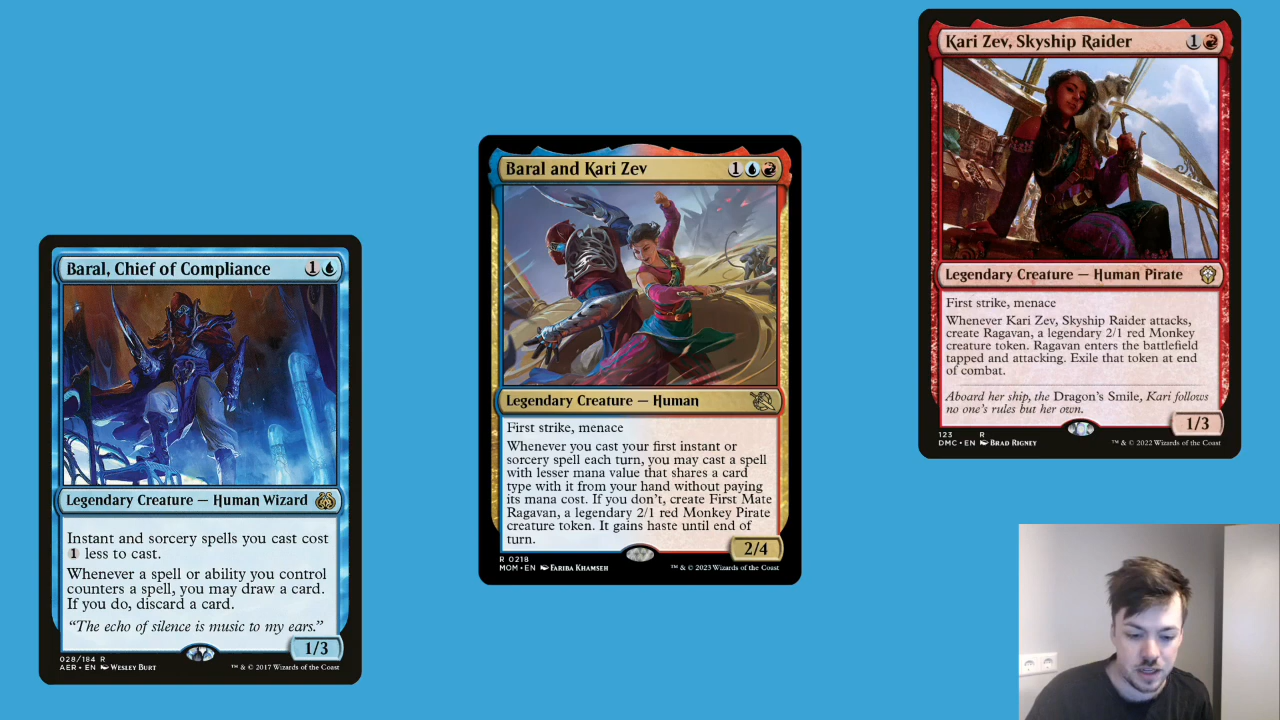 Baral, Chief of Compliance 1
Legendary Creature — Human Wizard
Instant and sorcery spells you cast cost
1 less to cast.
Whenever a spell or ability you control
counters a spell, you may draw a card.
If you do, discard a card.
“The echo of silence is music to my ears.”
1/3
028/184 R
AER • EN Wesley Burt
™ & © 2017 Wizards of the Coast
Baral and Kari Zev 1
Legendary Creature — Human
First strike, menace
Whenever you cast your first instant or
sorcery spell each turn, you may cast a spell
with lesser mana value that shares a card
type with it from your hand without paying
its mana cost. If you don't, create First Mate
Ragavan, a legendary 2/1 red Monkey Pirate
creature token. It gains haste until end of
turn.
2/4
R 0218
MOM • EN Fariba Khamseh
™ & © 2023 Wizards of the Coast
Kari Zev, Skyship Raider 1
Legendary Creature — Human Pirate
First strike, menace
Whenever Kari Zev, Skyship Raider attacks,
create Ragavan, a legendary 2/1 red Monkey
creature token. Ragavan enters the battlefield
tapped and attacking. Exile that token at end
of combat.
Aboard her ship, the Dragon's Smile, Kari follows
no one's rules but her own.
1/3
123 R
DMC • EN Brad Rigney
™ & © 2022 Wizards of the Coast